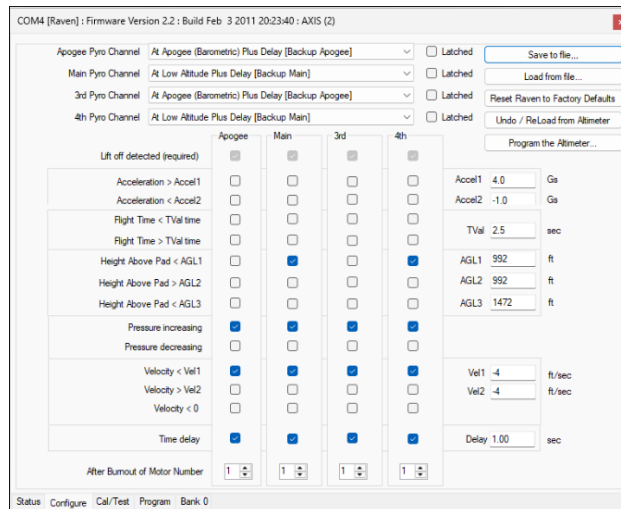 COM4 [Raven] : Firmware Version 2.2 : Build Feb 3 2011 20:23:40 : AXIS (2)
Apogee Pyro Channel At Apogee (Barometric) Plus Delay [Backup Apogee] Latched Save to file...
Main Pyro Channel At Low Altitude Plus Delay [Backup Main] Latched Load from file...
3rd Pyro Channel At Apogee (Barometric) Plus Delay [Backup Apogee] Latched Reset Raven to Factory Defaults
4th Pyro Channel At Low Altitude Plus Delay [Backup Main] Latched Undo / ReLoad from Altimeter
Apogee Main 3rd 4th Program the Altimeter...
Lift off detected (required)
Acceleration > Accel1 Accel1 4.0 Gs
Acceleration < Accel2 Accel2 -1.0 Gs
Flight Time < TVal time
TVal 2.5 sec
Flight Time > TVal time
Height Above Pad < AGL1 AGL1 992 ft
Height Above Pad > AGL2 AGL2 992 ft
Height Above Pad < AGL3 AGL3 1472 ft
Pressure increasing
Pressure decreasing
Velocity < Vel1 Vel1 -4 ft/sec
Velocity > Vel2 Vel2 -4 ft/sec
Velocity < 0
Time delay Delay 1.00 sec
After Burnout of Motor Number 1 1 1 1
Status Configure Cal/Test Program Bank 0